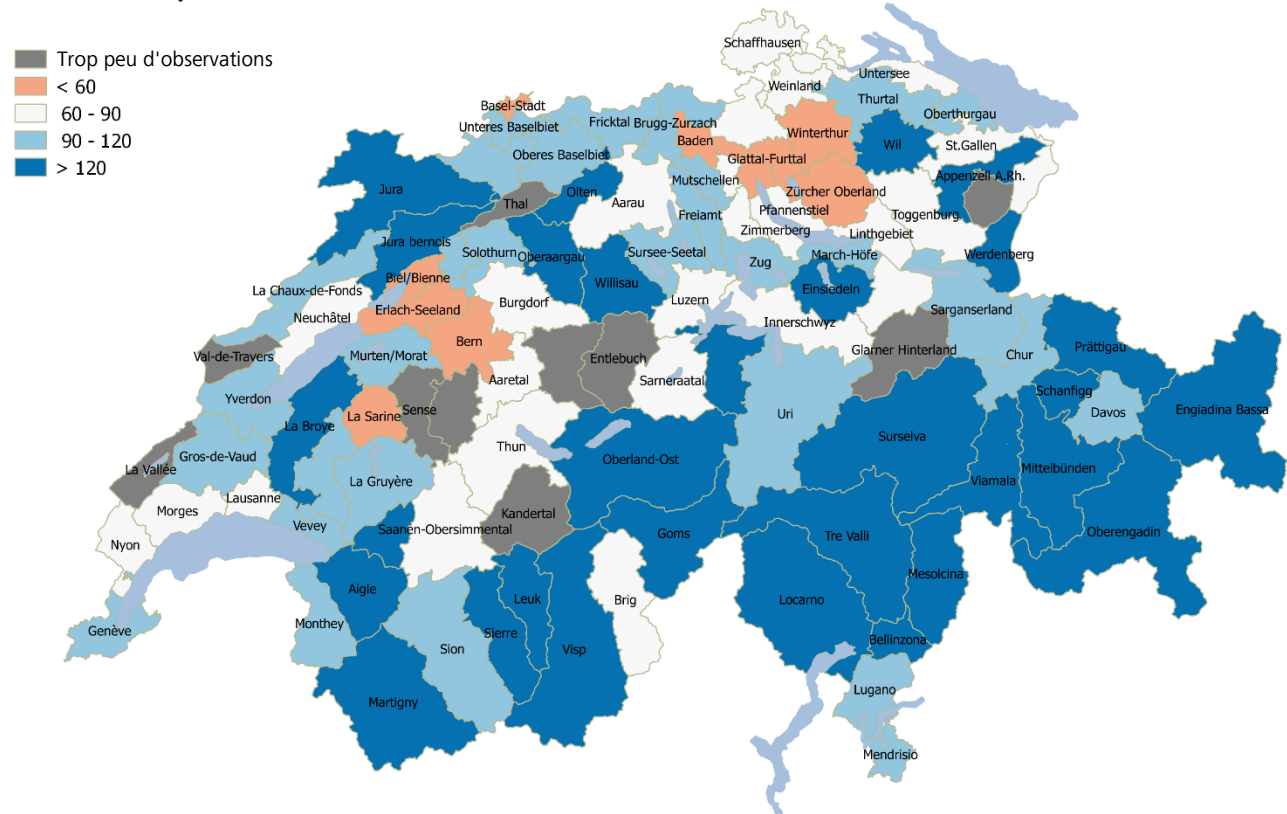 Trop peu d'observations
< 60
60 - 90
90 - 120
> 120
Schaffhausen
Untersee
Weinland
Thurtal
Basel-Stadt
Oberthurgau
Unteres Baselbiet
Fricktal
Brugg-Zurzach
Baden
Winterthur
Wil
St.Gallen
Oberes Baselbiet
Glattal-Furttal
Appenzell A.Rh.
Mutschellen
Jura
Olten
Zürcher Oberland
Thal
Aarau
Pfannenstiel
Toggenburg
Freiamt
Zimmerberg
Linthgebiet
Jura bernois
Solothurn
Oberaargau
Sursee-Seetal
March-Höfe
Werdenberg
Zug
Biel/Bienne
Willisau
Einsiedeln
La Chaux-de-Fonds
Burgdorf
Luzern
Erlach-Seeland
Neuchâtel
Innerschwyz
Sarganserland
Bern
Val-de-Travers
Murten/Morat
Entlebuch
Glarner Hinterland
Chur
Prättigau
Aaretal
Sarneraatal
Schanfigg
Yverdon
La Sarine
Sense
Uri
Davos
Engiadina Bassa
La Broye
Surselva
Thun
Gros-de-Vaud
Oberland-Ost
La Vallée
Mittelbünden
La Gruyère
Viamala
Lausanne
Morges
Kandertal
Vevey
Saanen-Obersimmental
Goms
Tre Valli
Oberengadin
Nyon
Mesolcina
Aigle
Leuk
Brig
Locarno
Monthey
Genève
Sierre
Bellinzona
Sion
Visp
Lugano
Martigny
Mendrisio